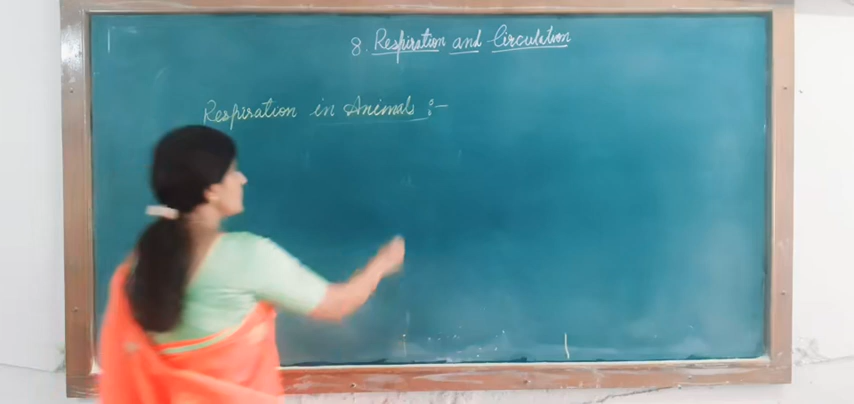 8. Respiration and Circulation
Respiration in Animals :-